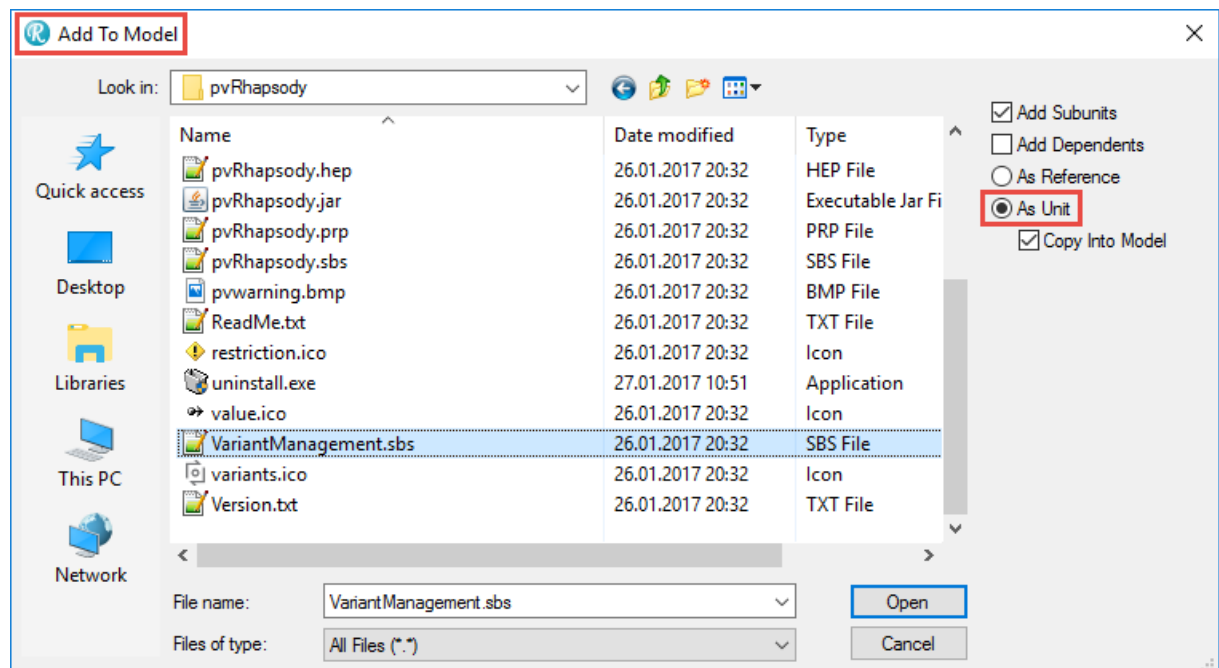 Add To Model
Look in: pvRhapsody
Name Date modified Type
pvRhapsody.hep 26.01.2017 20:32 HEP File
pvRhapsody.jar 26.01.2017 20:32 Executable Jar Fi
pvRhapsody.prp 26.01.2017 20:32 PRP File
pvRhapsody.sbs 26.01.2017 20:32 SBS File
pvwarning.bmp 26.01.2017 20:32 BMP File
ReadMe.txt 26.01.2017 20:32 TXT File
restriction.ico 26.01.2017 20:32 Icon
uninstall.exe 27.01.2017 10:51 Application
value.ico 26.01.2017 20:32 Icon
VariantManagement.sbs 26.01.2017 20:32 SBS File
variants.ico 26.01.2017 20:32 Icon
Version.txt 26.01.2017 20:32 TXT File
Quick access
Desktop
Libraries
This PC
Network
Add Subunits
Add Dependents
As Reference
As Unit
Copy Into Model
File name: VariantManagement.sbs Open
Files of type: All Files (*.*) Cancel